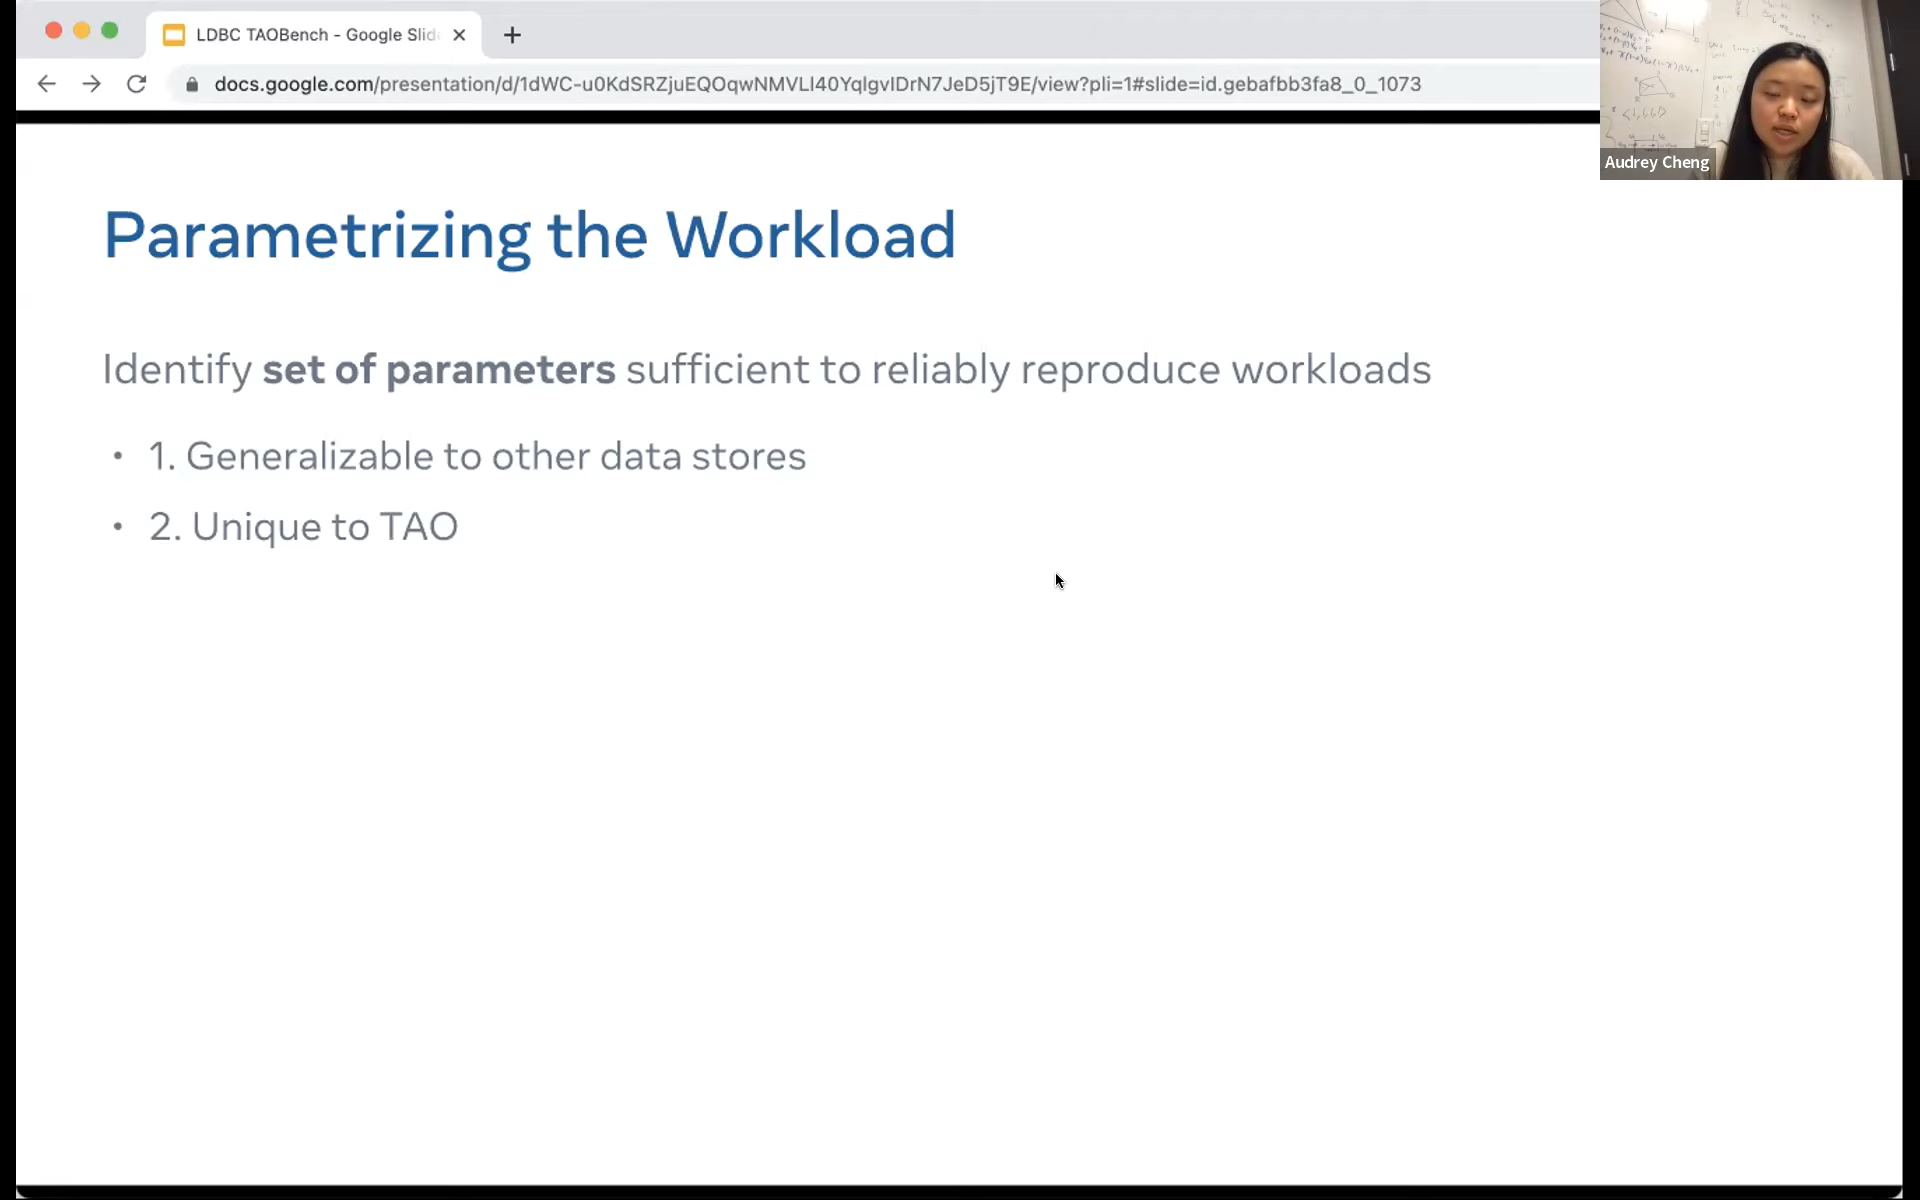 LDBC TAOBench - Google Slid
docs.google.com/presentation/d/1dWC-u0KdSRZjuEQOqwNMVLl40YqlgvIDrN7JeD5jT9E/view?pli=1#slide=id.gebafbb3fa8_0_1073
Audrey Cheng
Parametrizing the Workload
Identify set of parameters sufficient to reliably reproduce workloads
• 1. Generalizable to other data stores
• 2. Unique to TAO